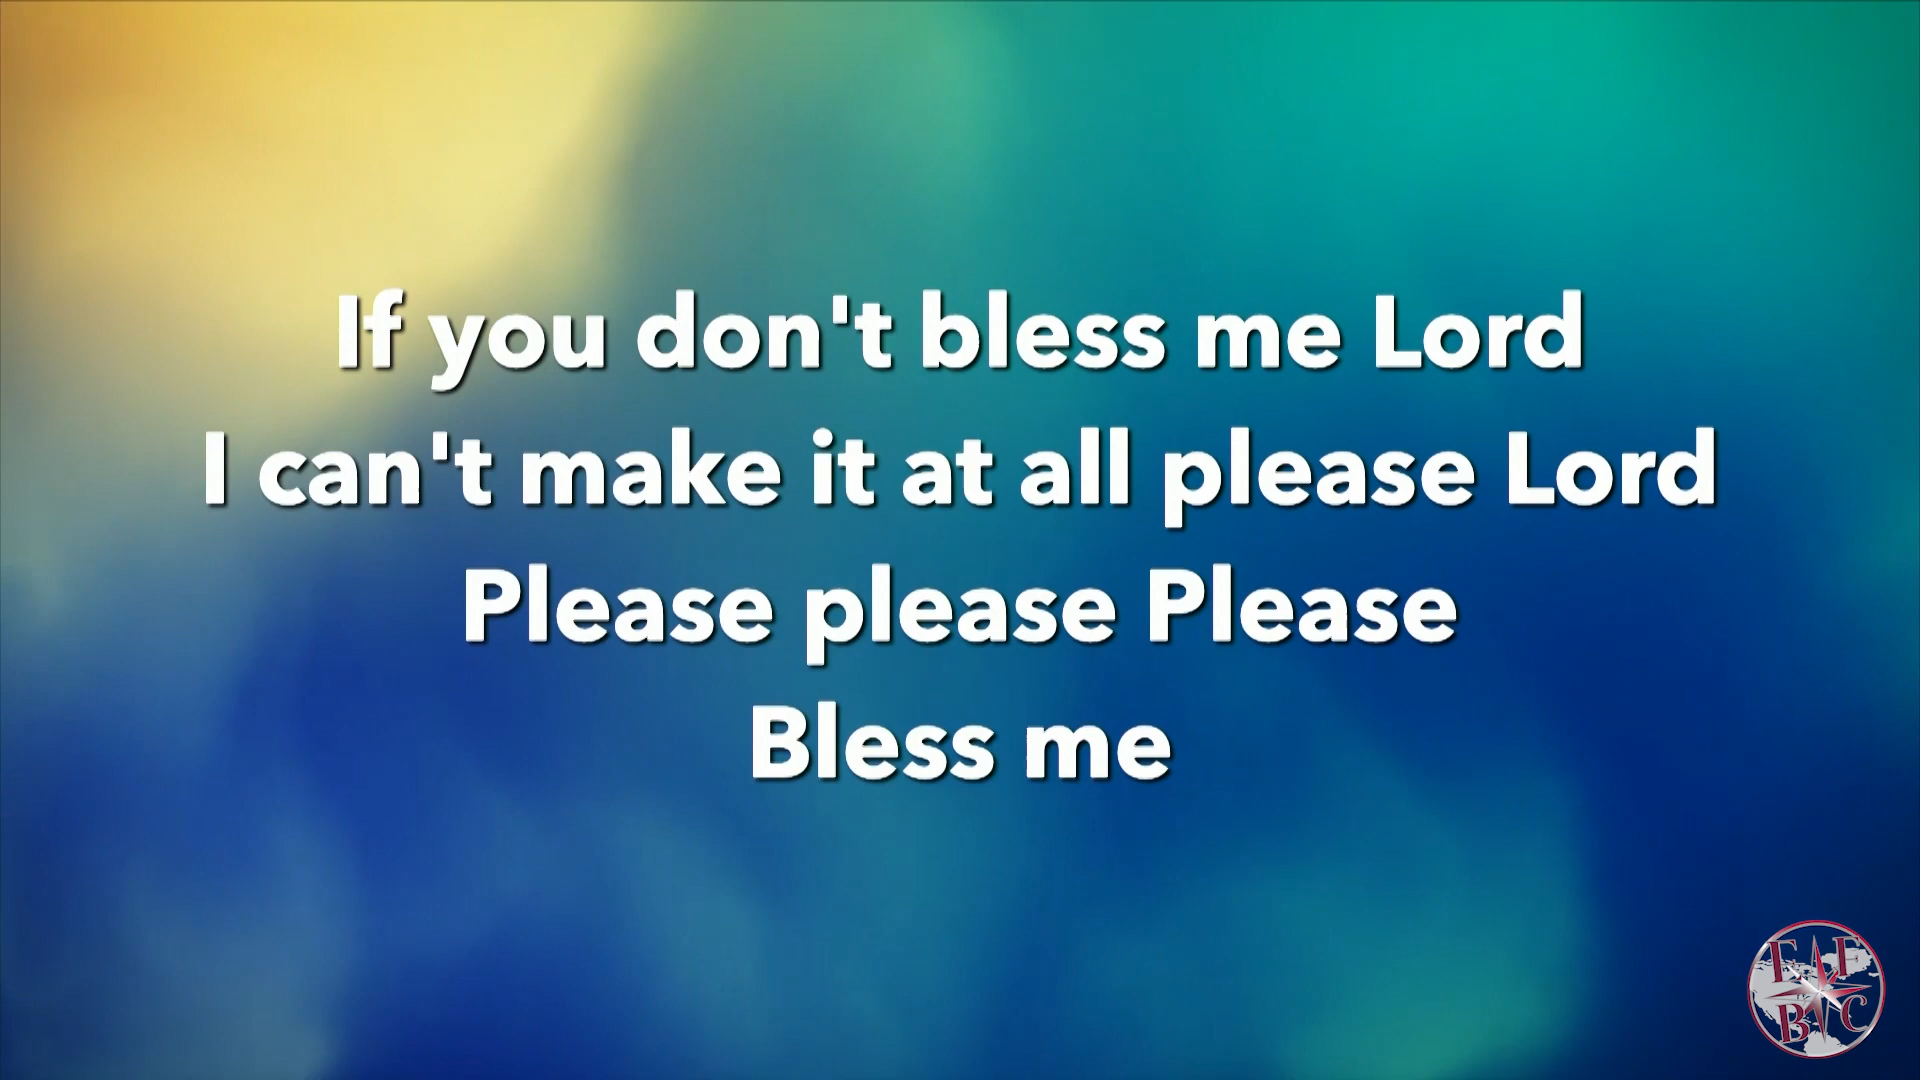 If you don't bless me Lord
I can't make it at all please Lord
Please please Please
Bless me
E F
B C